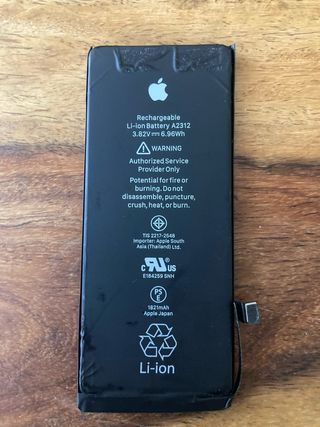 Rechargeable
Li-ion Battery A2312
3.82V⎓ 6.96Wh
WARNING
Authorized Service
Provider Only
Potential for fire or
burning. Do not
disassemble, puncture,
crush, heat, or burn.
TIS 2217-2548
Importer: Apple South
Asia (Thailand) Ltd.
c RU US
E184259 SNH
PS
E
1821mAh
Apple Japan
Li-ion